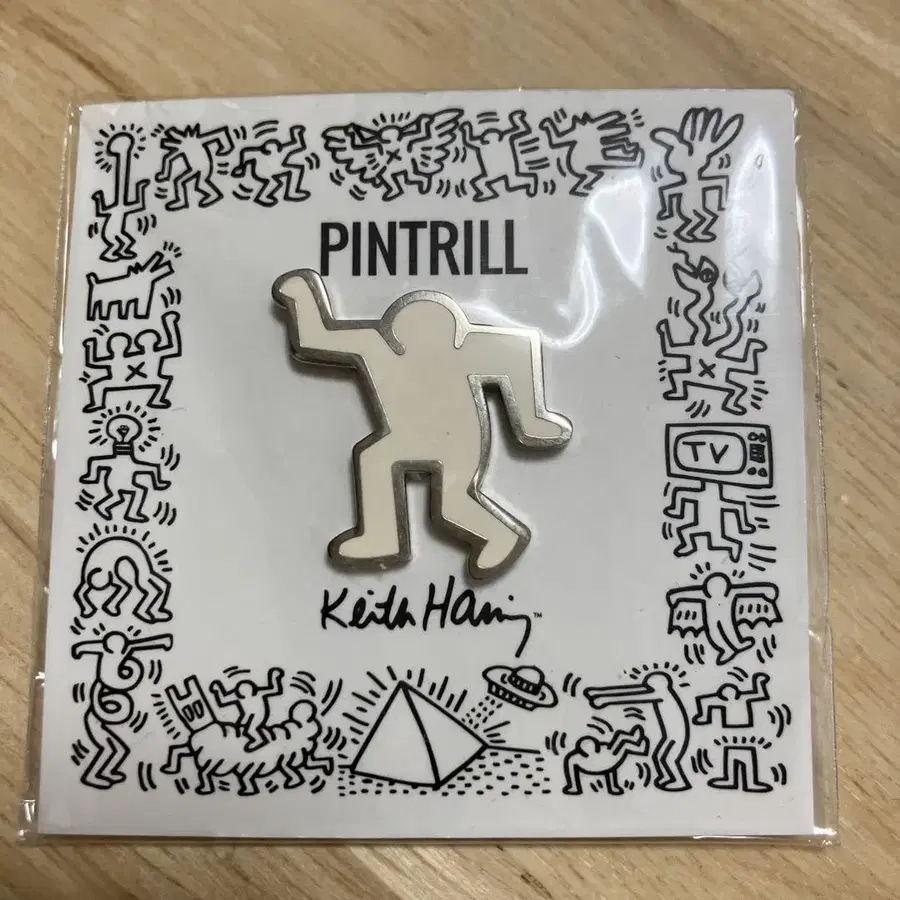 PINTRILL
TV
Keith Haring™